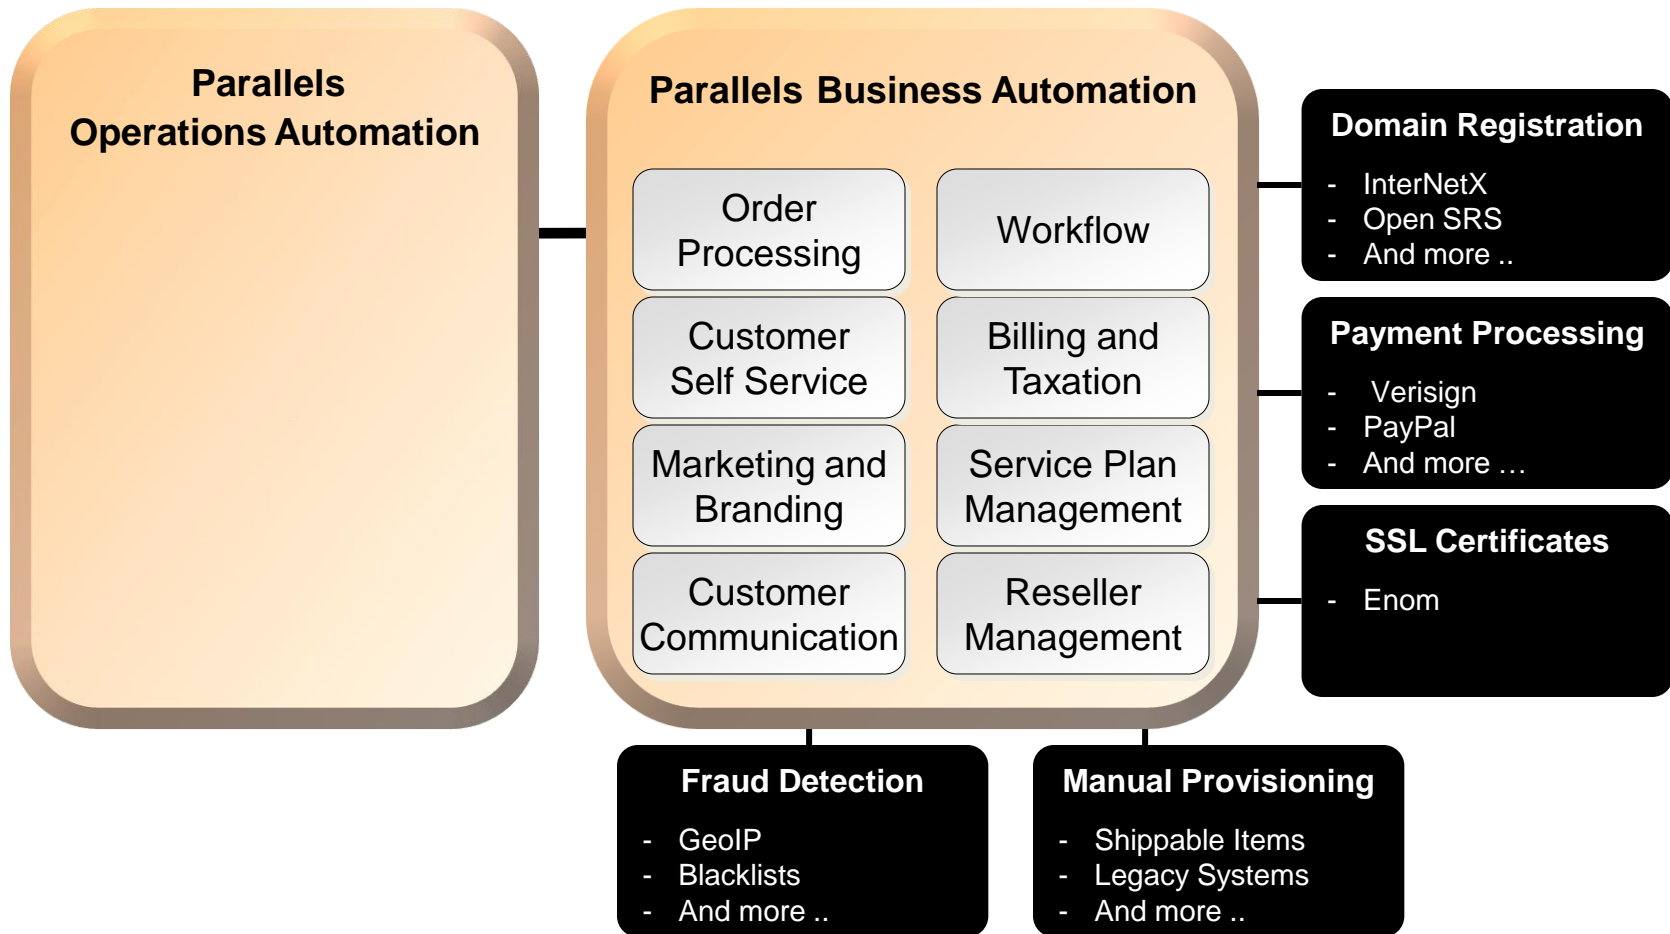 Parallels
Operations Automation
Parallels Business Automation
Order
Processing
Workflow
Customer
Self Service
Billing and
Taxation
Marketing and
Branding
Service Plan
Management
Customer
Communication
Reseller
Management
Domain Registration
- InterNetX
- Open SRS
- And more ..
Payment Processing
- Verisign
- PayPal
- And more …
SSL Certificates
- Enom
Fraud Detection
- GeoIP
- Blacklists
- And more ..
Manual Provisioning
- Shippable Items
- Legacy Systems
- And more ..